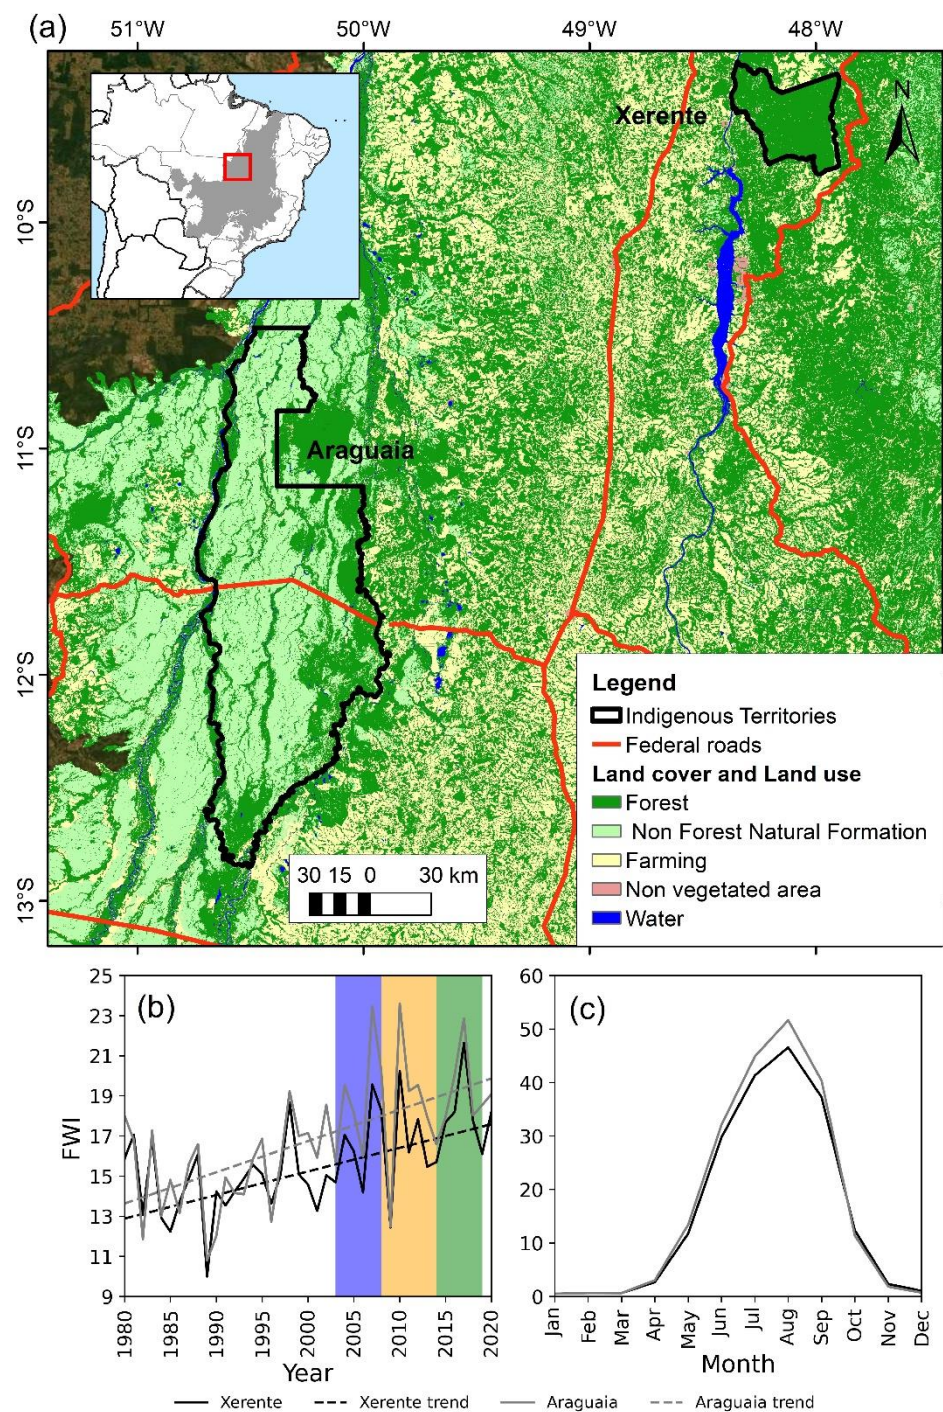 (a)
51°W 50°W 49°W 48°W
10°S
11°S
12°S
13°S
Xerente
N
Araguaia
Legend
Indigenous Territories
Federal roads
Land cover and Land use
Forest
Non Forest Natural Formation
Farming
Non vegetated area
Water
30 15 0 30 km
(b)
FWI
25
23
21
19
17
15
13
11
9
1980 1985 1990 1995 1900 2005 2010 2015 2020
Year
(c)
60
50
40
30
20
10
0
Jan Feb Mar Apr May Jun Jul Aug Sep Oct Nov Dec
Month
Xerente Xerente trend Araguaia Araguaia trend